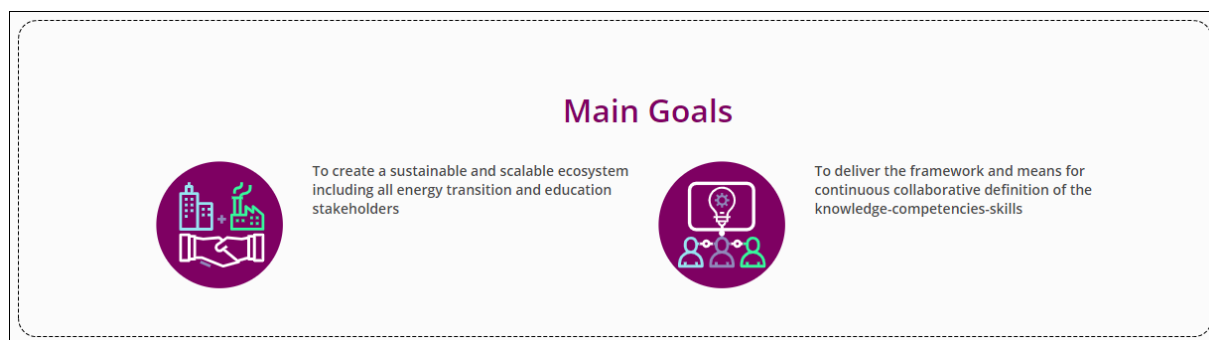 Main Goals
To create a sustainable and scalable ecosystem
including all energy transition and education
stakeholders
To deliver the framework and means for
continuous collaborative definition of the
knowledge-competencies-skills